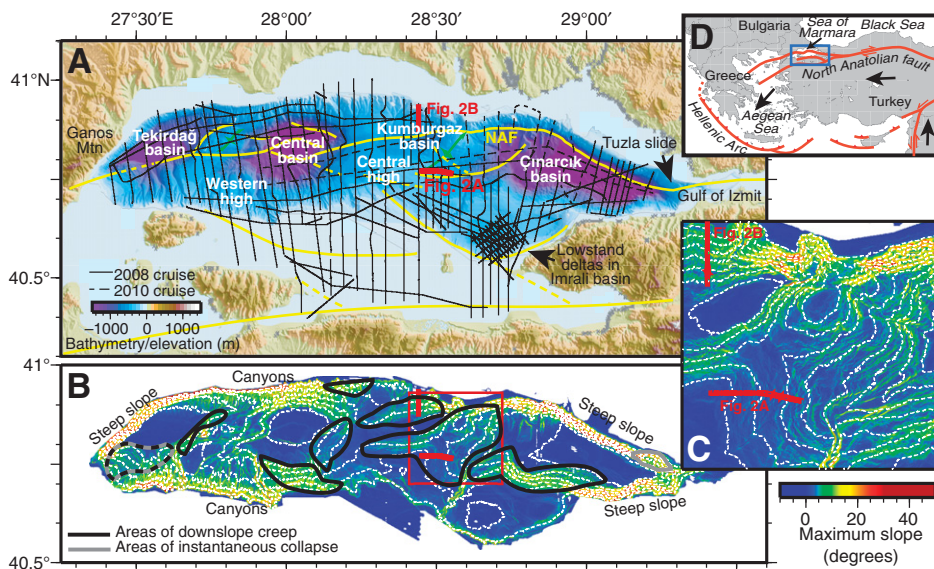 27°30'E 28°00' 28°30' 29°00'
A
41°N
40.5°
Ganos
Mtn
Tekirdağ
basin
Central
basin
Western
high
Kumburgaz
basin
Central
high
Fig. 2B
Fig. 2A
NAF
Çınarcık
basin
Tuzla slide
Gulf of Izmit
Lowstand
deltas in
Imrali basin
2008 cruise
2010 cruise
−1000 0 1000
Bathymetry/elevation (m)
D
Bulgaria
Sea of
Marmara
Black Sea
Greece
North Anatolian fault
Turkey
Aegean
Sea
Hellenic Arc
41°
B
40.5°
Canyons
Steep slope
Steep slope
Canyons
Steep slope
Areas of downslope creep
Areas of instantaneous collapse
Fig. 2B
Fig. 2A
C
0 20 40
Maximum slope
(degrees)